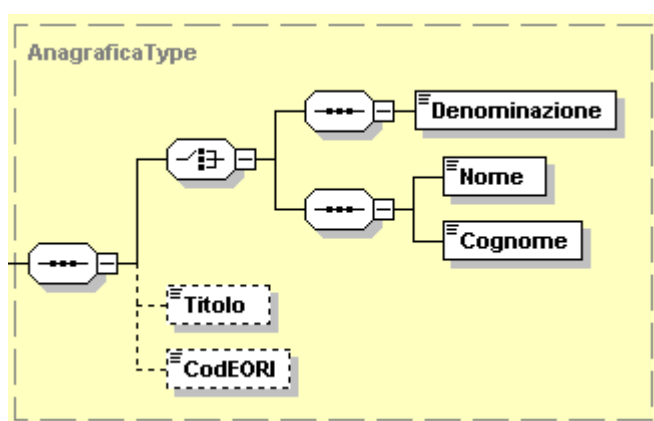 AnagraficaType
Denominazione
Nome
Cognome
Titolo
CodEORI